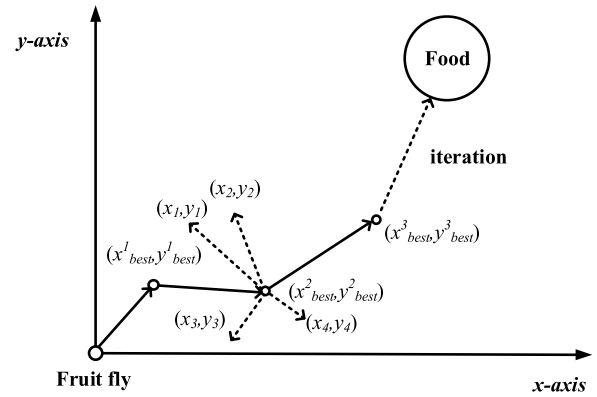 y-axis
Food
iteration
(x₂,y₂)
(x₁,y₁)
(x³best,y³best)
(x¹best,y¹best)
(x²best,y²best)
(x₃,y₃)
(x₄,y₄)
Fruit fly
x-axis